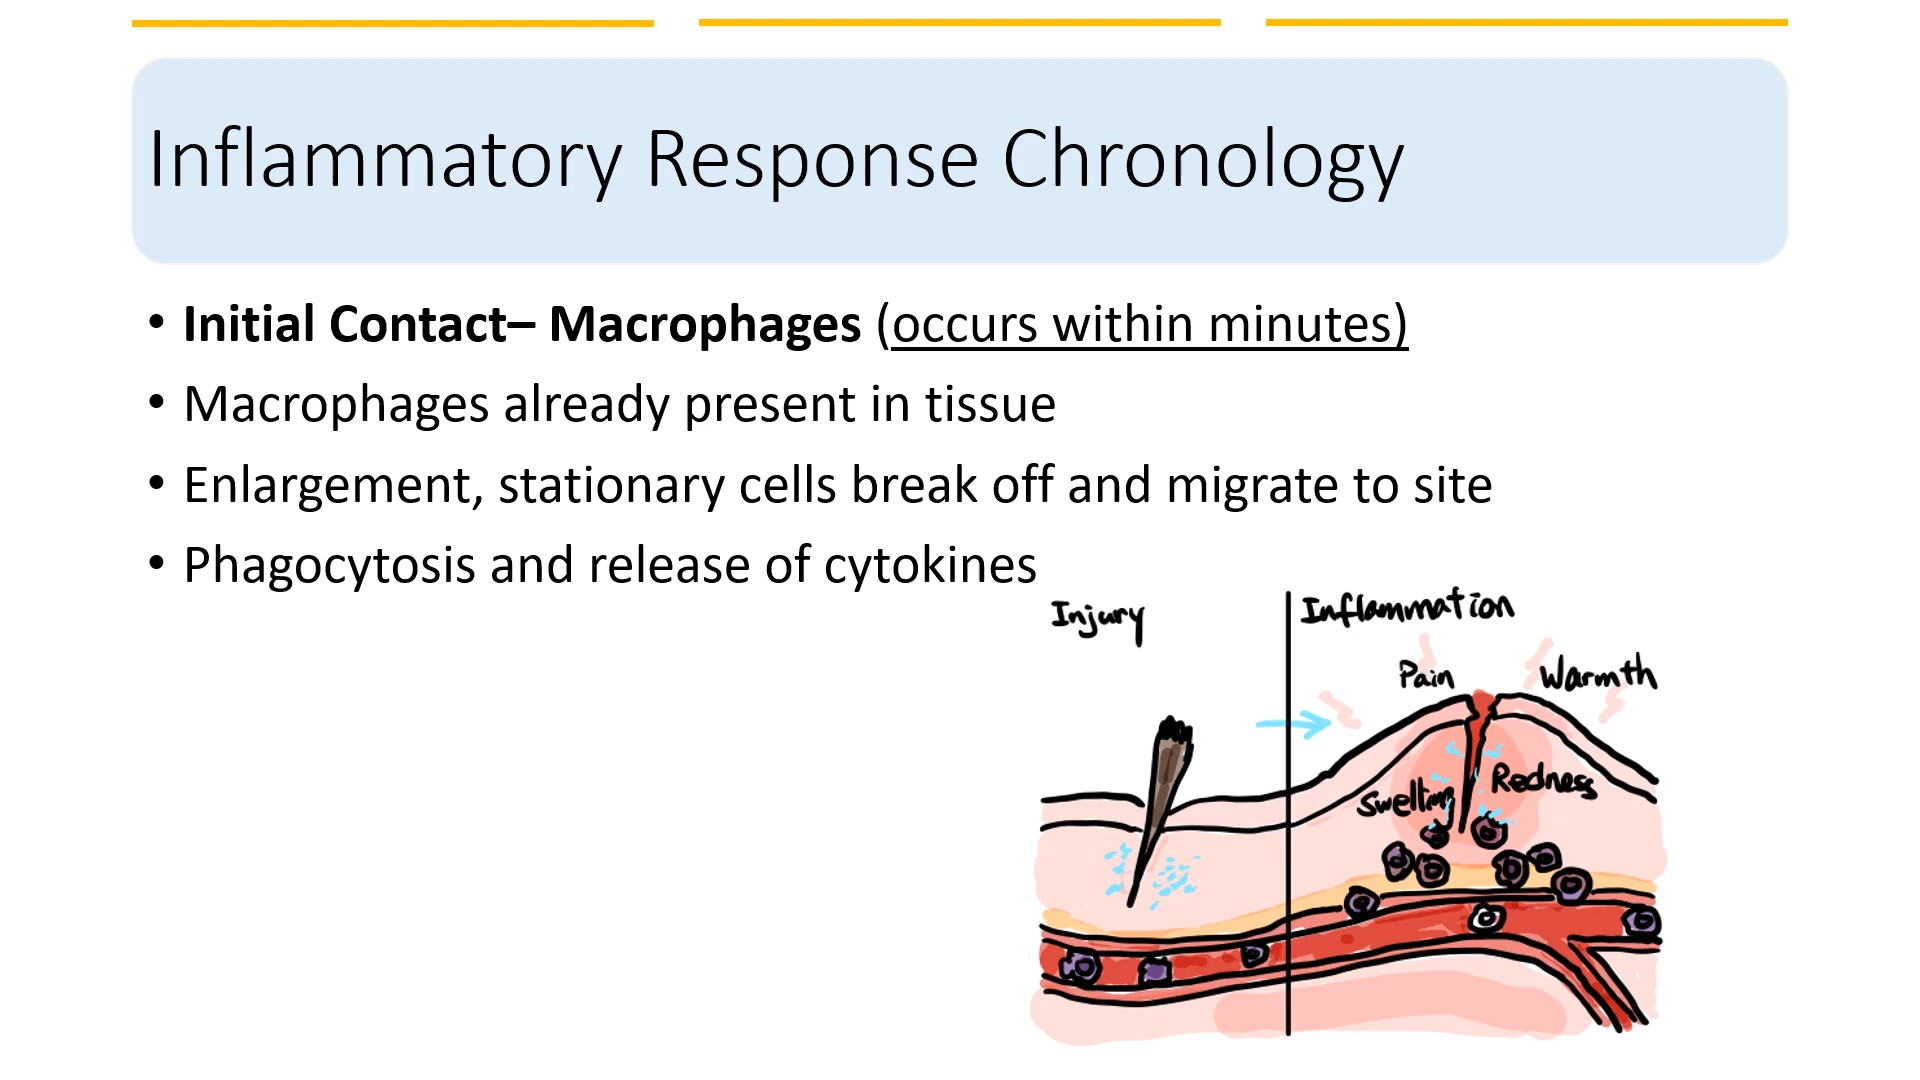 Inflammatory Response Chronology
• Initial Contact– Macrophages (occurs within minutes)
• Macrophages already present in tissue
• Enlargement, stationary cells break off and migrate to site
• Phagocytosis and release of cytokines
Injury
Inflammation
Pain
Warmth
Swelling
Redness